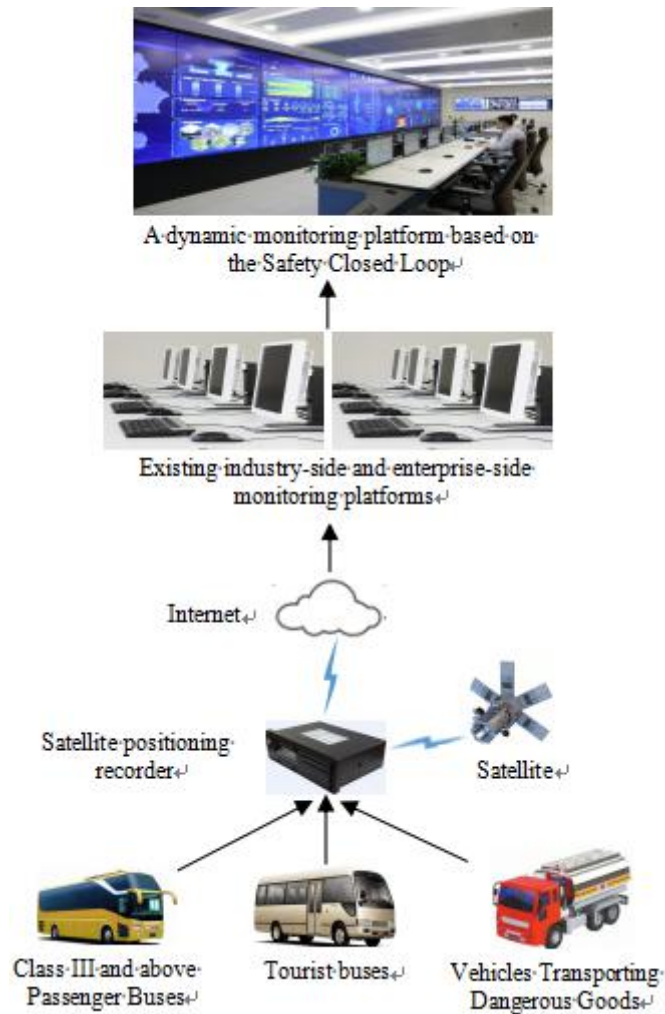 A dynamic monitoring platform based on
the Safety Closed Loop
Existing industry-side and enterprise-side
monitoring platforms
Internet
Satellite positioning
recorder
Satellite
Class III and above
Passenger Buses
Tourist buses
Vehicles Transporting
Dangerous Goods